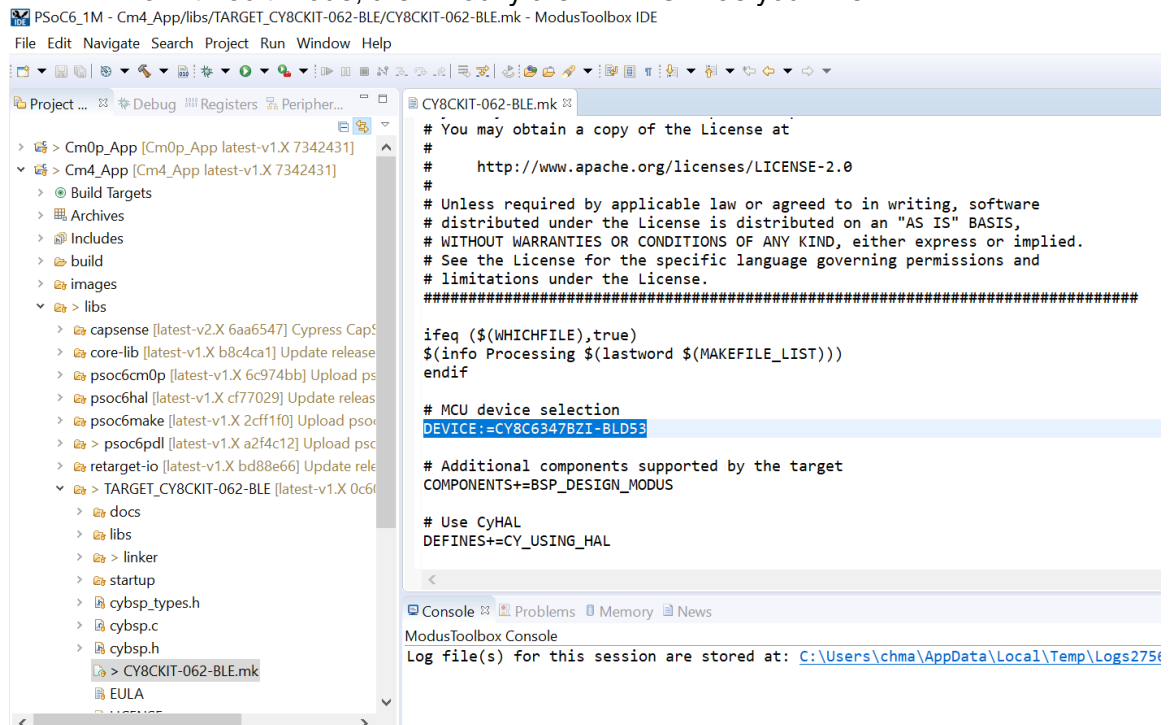 PSoC6_1M - Cm4_App/libs/TARGET_CY8CKIT-062-BLE/CY8CKIT-062-BLE.mk - ModusToolbox IDE
File Edit Navigate Search Project Run Window Help
Project ... Debug Registers Peripher...
> Cm0p_App [Cm0p_App latest-v1.X 7342431]
> Cm4_App [Cm4_App latest-v1.X 7342431]
Build Targets
Archives
Includes
build
images
> libs
capsense [latest-v2.X 6aa6547] Cypress Cap
core-lib [latest-v1.X b8c4ca1] Update release
psoc6cm0p [latest-v1.X 6c974bb] Upload ps
psoc6hal [latest-v1.X cf77029] Update releas
psoc6make [latest-v1.X 2cff1f0] Upload pso
> psoc6pdl [latest-v1.X a2f4c12] Upload psc
retarget-io [latest-v1.X bd88e66] Update rele
> TARGET_CY8CKIT-062-BLE [latest-v1.X 0c6
docs
libs
> linker
startup
cybsp_types.h
cybsp.c
cybsp.h
> CY8CKIT-062-BLE.mk
EULA
CY8CKIT-062-BLE.mk
# You may obtain a copy of the License at
#
#     http://www.apache.org/licenses/LICENSE-2.0
#
# Unless required by applicable law or agreed to in writing, software
# distributed under the License is distributed on an "AS IS" BASIS,
# WITHOUT WARRANTIES OR CONDITIONS OF ANY KIND, either express or implied.
# See the License for the specific language governing permissions and
# limitations under the License.
################################################################################
ifeq ($(WHICHFILE),true)
$(info Processing $(lastword $(MAKEFILE_LIST)))
endif
# MCU device selection
DEVICE:=CY8C6347BZI-BLD53
# Additional components supported by the target
COMPONENTS+=BSP_DESIGN_MODUS
# Use CyHAL
DEFINES+=CY_USING_HAL
Console Problems Memory News
ModusToolbox Console
Log file(s) for this session are stored at: C:\Users\chma\AppData\Local\Temp\Logs2756